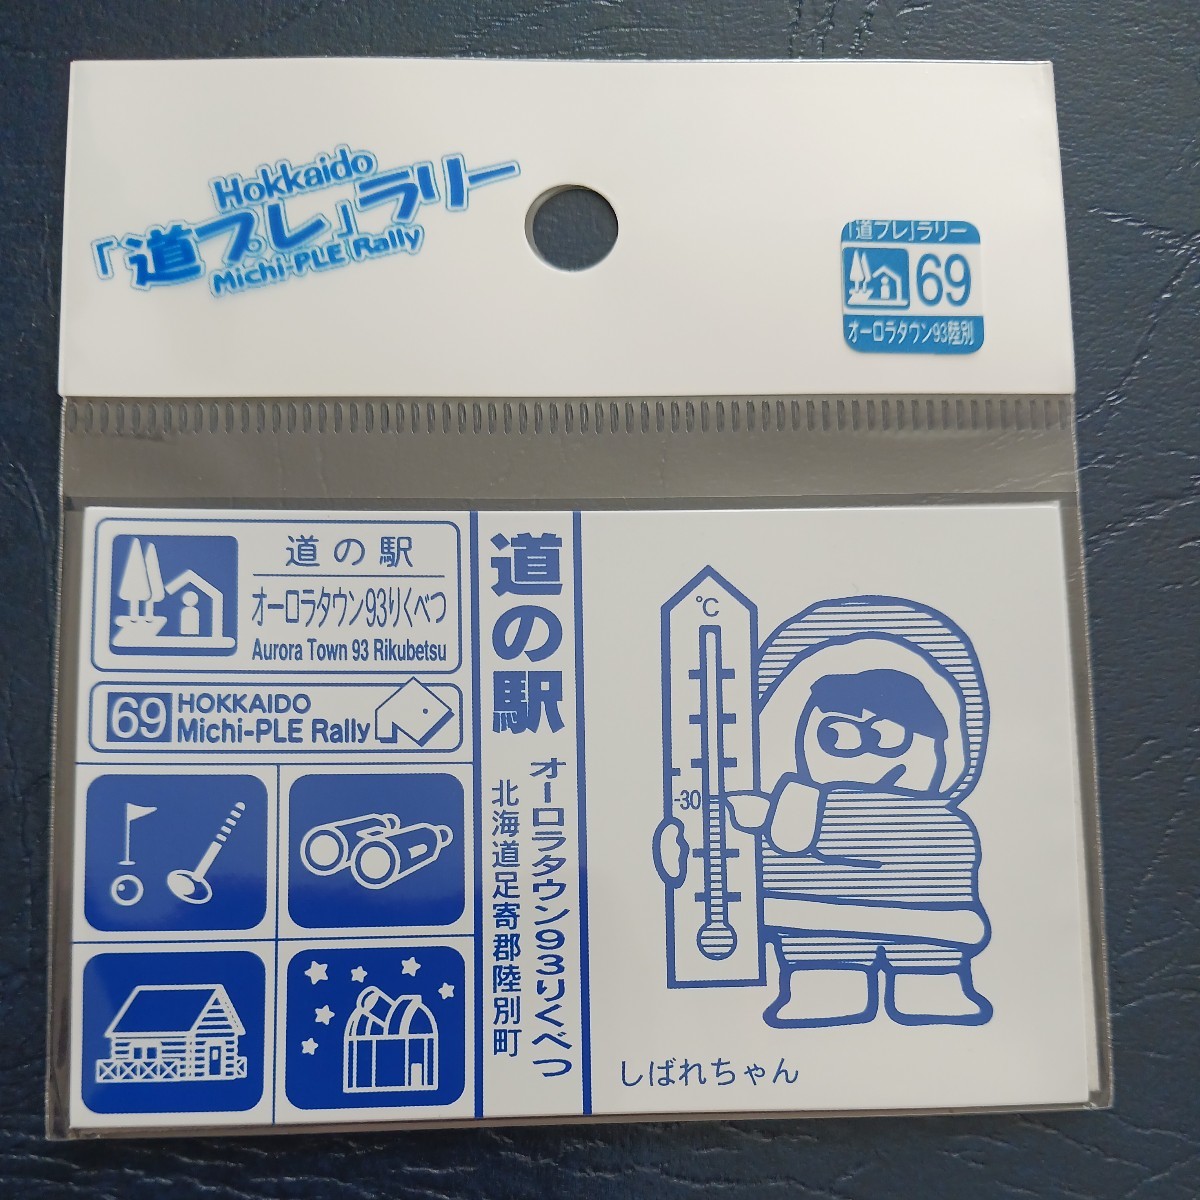 Hokkaido
「道プレ」ラリー
Michi-PLE Rally
「道プレ」ラリー
69
オーロラタウン93陸別
道の駅
オーロラタウン93りくべつ
Aurora Town 93 Rikubetsu
69 HOKKAIDO
Michi-PLE Rally
道の駅
オーロラタウン93りくべつ
北海道足寄郡陸別町
℃
-30
しばれちゃん